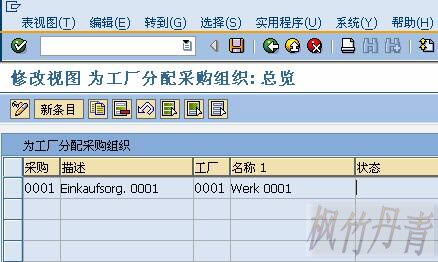 表视图(T) 编辑(E) 转到(G) 选择(S) 实用程序(U) 系统(Y) 帮助(H)
修改视图 为工厂分配采购组织: 总览
新条目
为工厂分配采购组织
采购 描述 工厂 名称 1 状态
0001 Einkaufsorg. 0001 0001 Werk 0001
枫竹丹青